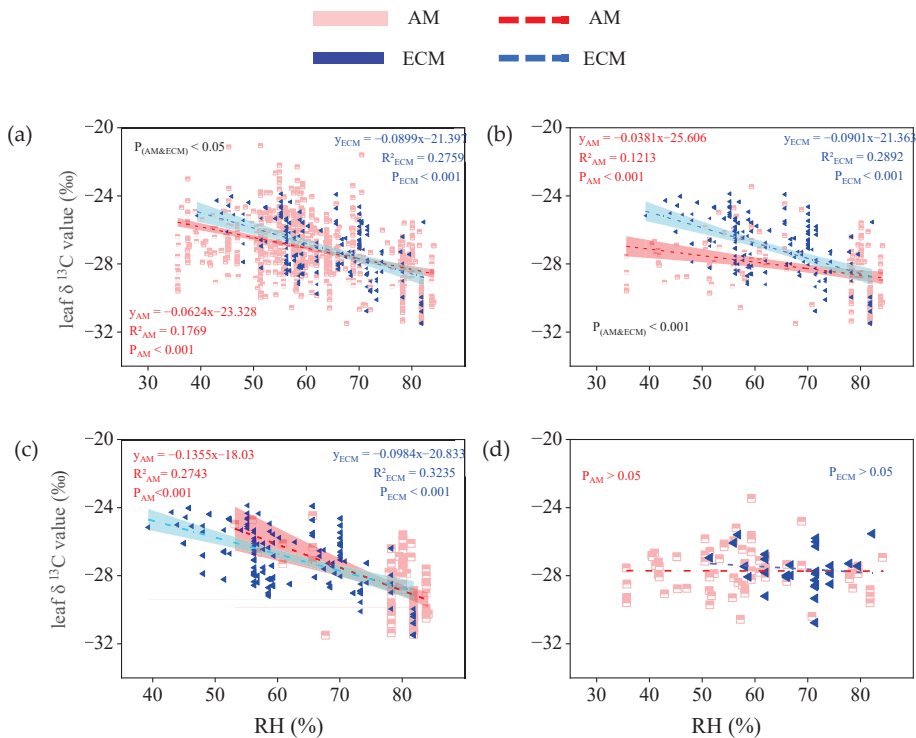 AM AM
ECM ECM
(a)
−20
−24
−28
−32
leaf δ ¹³C value (‰)
P(AM&ECM) < 0.05
yECM = −0.0899x−21.397
R²ECM = 0.2759
PECM < 0.001
yAM = −0.0624x−23.328
R²AM = 0.1769
PAM < 0.001
30 40 50 60 70 80
(b)
−20
−24
−28
−32
yAM = −0.0381x−25.606
R²AM = 0.1213
PAM < 0.001
yECM = −0.0901x−21.363
R²ECM = 0.2892
PECM < 0.001
P(AM&ECM) < 0.001
30 40 50 60 70 80
(c)
−20
−24
−28
−32
leaf δ ¹³C value (‰)
yAM = −0.1355x−18.03
R²AM = 0.2743
PAM<0.001
yECM = −0.0984x−20.833
R²ECM = 0.3235
PECM < 0.001
40 50 60 70 80
RH (%)
(d)
−20
−24
−28
−32
PAM > 0.05
PECM > 0.05
30 40 50 60 70 80
RH (%)